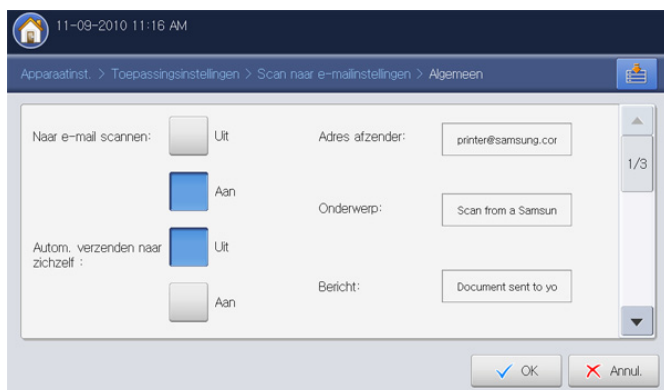 11-09-2010 11:16 AM
Apparaatinst. > Toepassingsinstellingen > Scan naar e-mailinstellingen > Algemeen
Naar e-mail scannen:
Uit
Aan
Adres afzender:
printer@samsung.cor
1/3
Onderwerp:
Scan from a Samsun
Autom. verzenden naar
zichzelf :
Uit
Aan
Bericht:
Document sent to yo
OK
Annul.